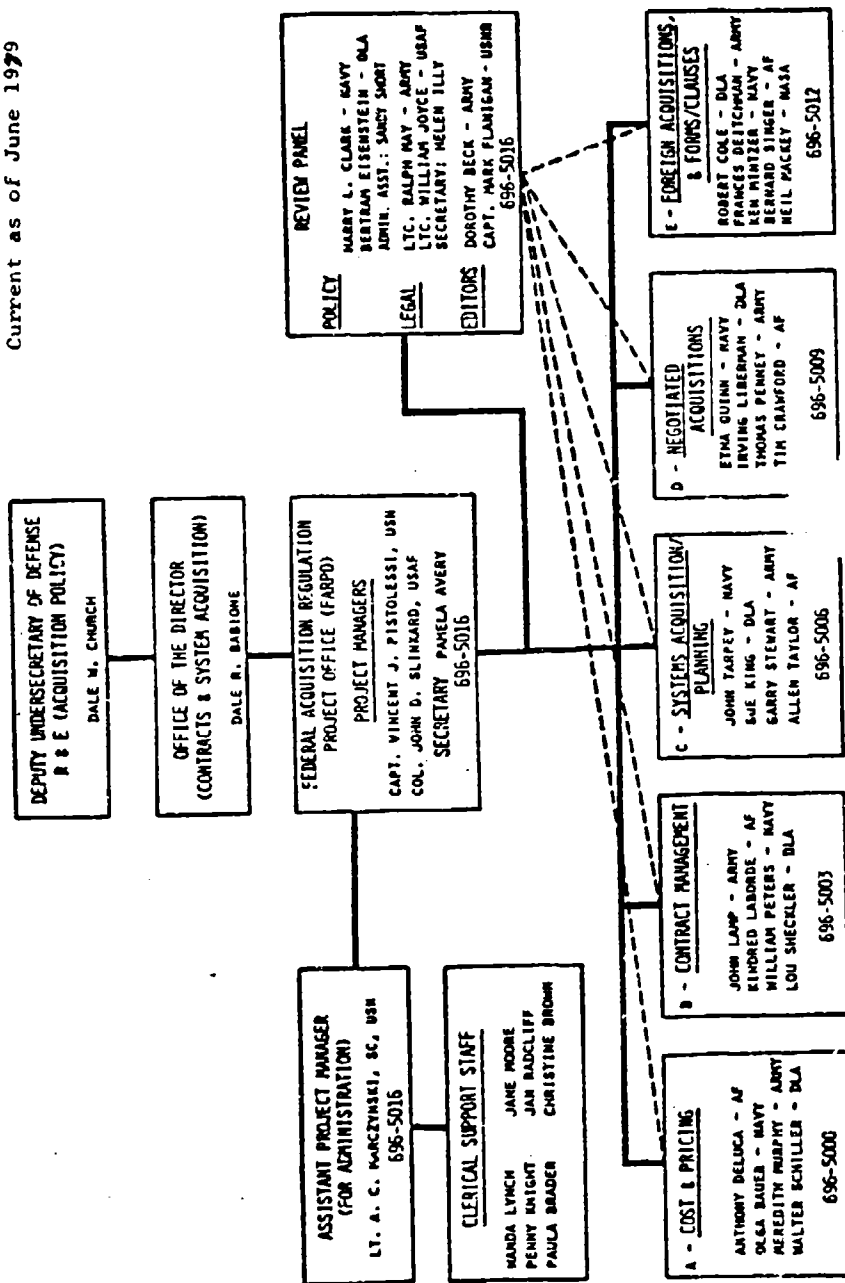 Current as of June 1979
DEPUTY UNDERSECRETARY OF DEFENSE
R & E (ACQUISITION POLICY)
DALE W. CHURCH
OFFICE OF THE DIRECTOR
(CONTRACTS & SYSTEM ACQUISITION)
DALE R. BABIONE
FEDERAL ACQUISITION REGULATION
PROJECT OFFICE (FARPO)
PROJECT MANAGERS
CAPT. VINCENT J. PISTOLESSI, USN
COL. JOHN D. SLINKARD, USAF
SECRETARY PAMELA AVERY
696-5016
ASSISTANT PROJECT MANAGER
(FOR ADMINISTRATION)
LT. A. C. MARCZYNSKI, SC, USN
696-5016
CLERICAL SUPPORT STAFF
LYNCH JANE MOORE
PENNY KNIGHT JAN RADCLIFF
PAULA BRADER CHRISTINE BROWN
REVIEW PANEL
POLICY
HARRY L. CLARK - NAVY
BERTRAM EISENSTEIN - DLA
ADMIN. ASST.: SANDY SHORT
LEGAL
LTC. RALPH MAY - ARMY
LTC. WILLIAM JOYCE - USAF
SECRETARY: HELEN ILLY
EDITORS
DOROTHY BECK - ARMY
CAPT. MARK FLANIGAN -
696-5016
A - COST & PRICING
ANTHONY DELUCA - AF
OLGA BAUER - NAVY
MEREDITH MURPHY - ARMY
WALTER SCHILLER - DLA
696-5000
B - CONTRACT MANAGEMENT
JOHN LAMP - ARMY
KINDRED LABORDE - AF
WILLIAM PETERS - NAVY
LOU SHECKLER - DLA
696-5003
C - SYSTEMS ACQUISITION/
PLANNING
JOHN TARPEY - NAVY
SUE KING - DLA
GARRY STEWART - ARMY
ALLEN TAYLOR - AF
696-5006
D - NEGOTIATED
ACQUISITIONS
QUINN - NAVY
IRVING LIBERMAN - DLA
THOMAS PENNEY - ARMY
TIM CRAWFORD - AF
696-5009
E - FOREIGN ACQUISITIONS,
& FORMS/CLAUSES
ROBERT COLE - DLA
FRANCES DEITCHMAN - ARMY
KEN MINTZER - NAVY
BERNARD SINGER - AF
NEIL MACKEY - NASA
696-5012